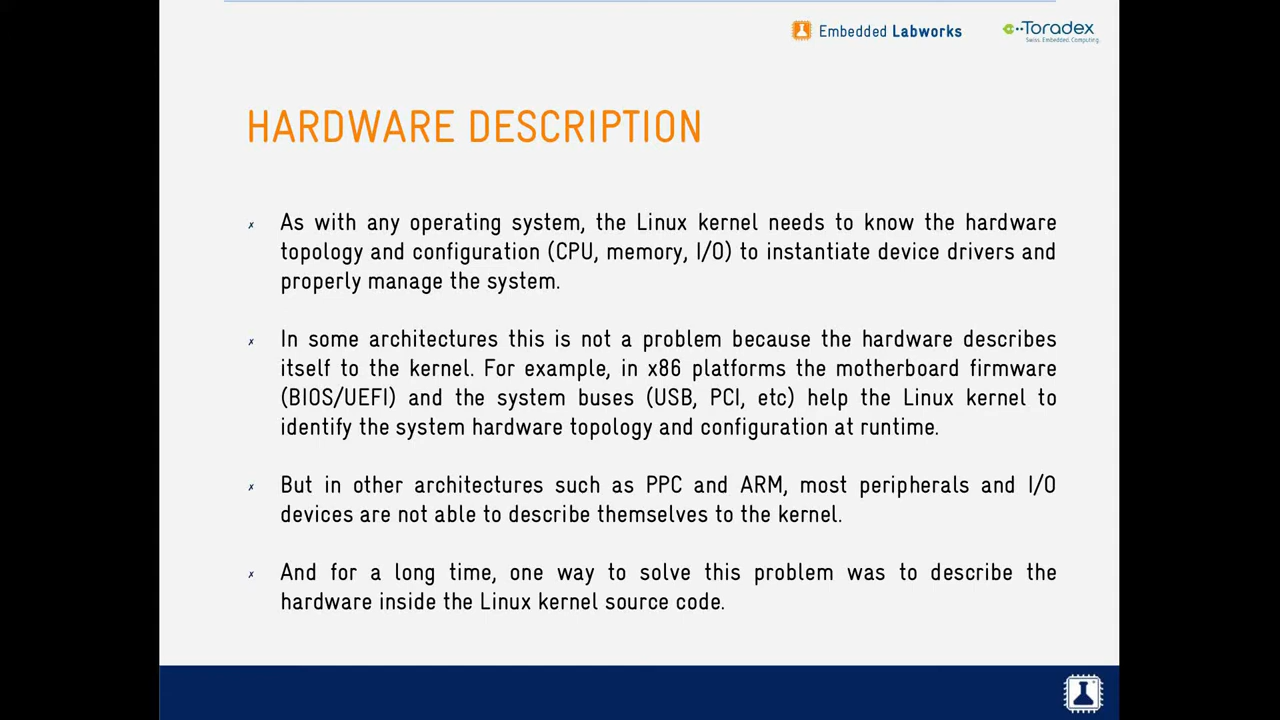 Embedded Labworks
Toradex
Swiss. Embedded. Computing.
HARDWARE DESCRIPTION
As with any operating system, the Linux kernel needs to know the hardware
topology and configuration (CPU, memory, I/O) to instantiate device drivers and
properly manage the system.
In some architectures this is not a problem because the hardware describes
itself to the kernel. For example, in x86 platforms the motherboard firmware
(BIOS/UEFI) and the system buses (USB, PCI, etc) help the Linux kernel to
identify the system hardware topology and configuration at runtime.
But in other architectures such as PPC and ARM, most peripherals and I/O
devices are not able to describe themselves to the kernel.
And for a long time, one way to solve this problem was to describe the
hardware inside the Linux kernel source code.